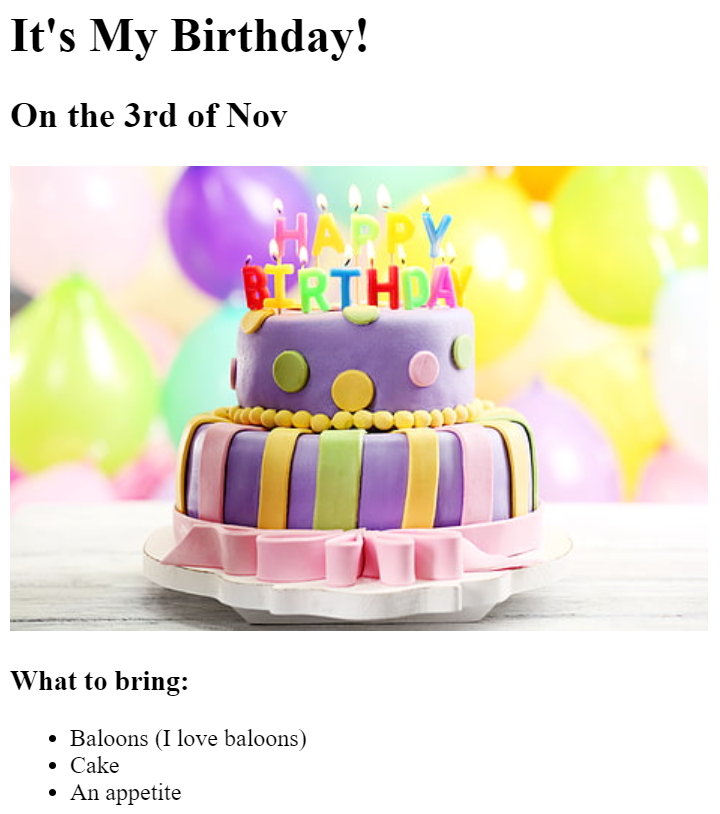 It's My Birthday!
On the 3rd of Nov
HAPPY
BIRTHDAY
What to bring:
Baloons (I love baloons)
Cake
An appetite